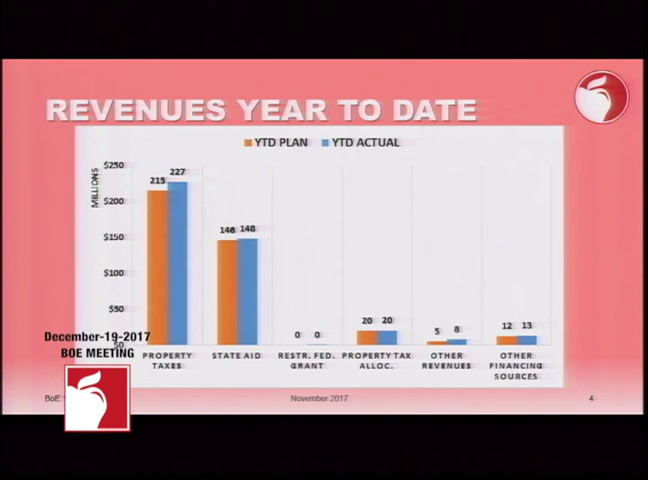 REVENUES YEAR TO DATE
YTD PLAN YTD ACTUAL
MILLIONS
$250
$200
$150
$100
$50
$0
215 227
146 148
0 0
20 20
5 8
12 13
PROPERTY
TAXES
STATE AID
RESTR. FED.
GRANT
PROPERTY TAX
ALLOC.
OTHER
REVENUES
OTHER
FINANCING
SOURCES
December-19-2017
BOE MEETING
BoE
November 2017
4